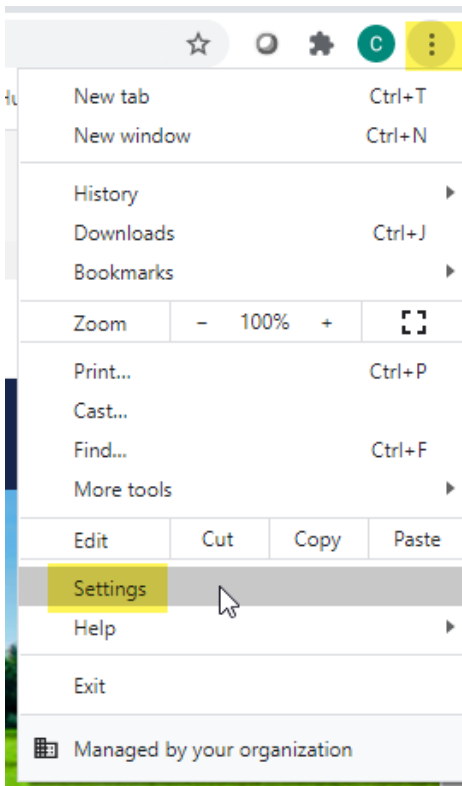 C
New tab Ctrl+T
New window Ctrl+N
History
Downloads Ctrl+J
Bookmarks
Zoom - 100% +
Print... Ctrl+P
Cast...
Find... Ctrl+F
More tools
Edit Cut Copy Paste
Settings
Help
Exit
Managed by your organization